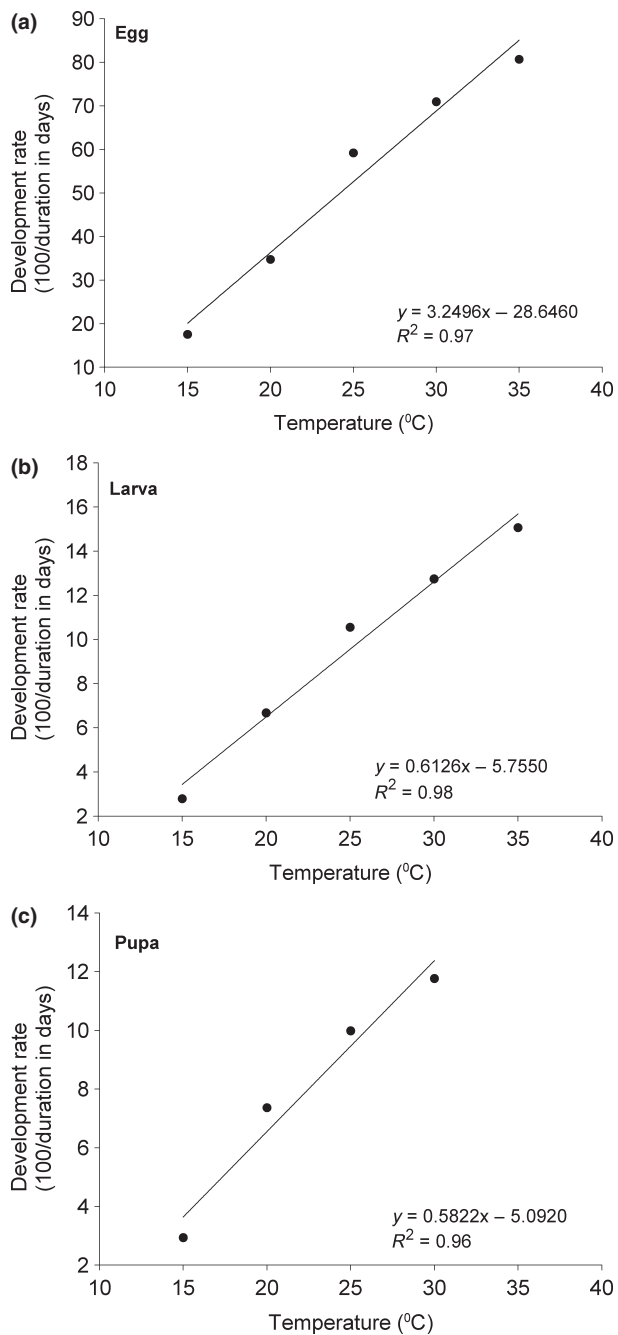 (a)
Egg
90
80
70
60
50
40
30
20
10
Development rate
(100/duration in days)
y = 3.2496x – 28.6460
R² = 0.97
10 15 20 25 30 35 40
Temperature (⁰C)
(b)
Larva
18
16
14
12
10
8
6
4
2
Development rate
(100/duration in days)
y = 0.6126x – 5.7550
R² = 0.98
10 15 20 25 30 35 40
Temperature (⁰C)
(c)
Pupa
14
12
10
8
6
4
2
Development rate
(100/duration in days)
y = 0.5822x – 5.0920
R² = 0.96
10 15 20 25 30 35 40
Temperature (⁰C)